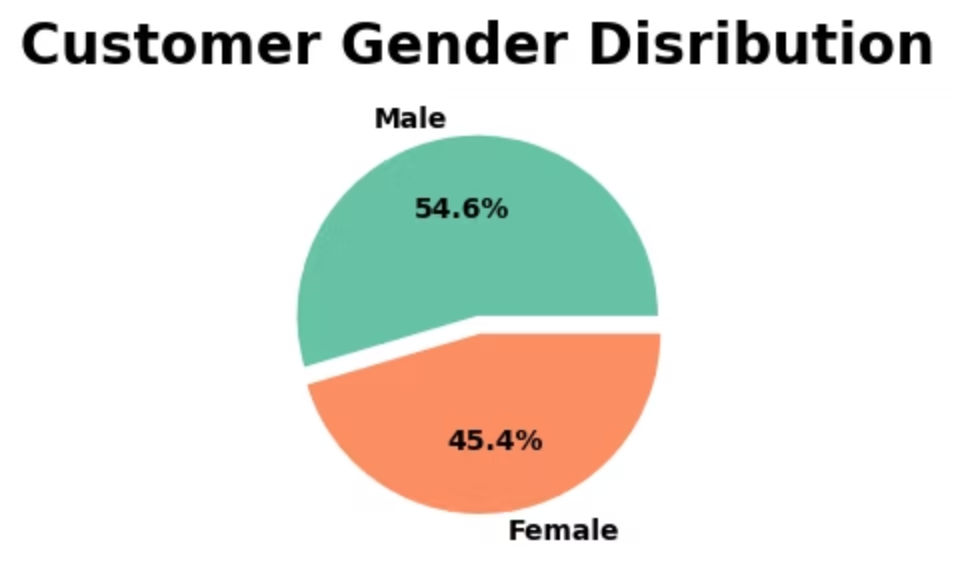 Customer Gender Disribution
Male
54.6%
45.4%
Female